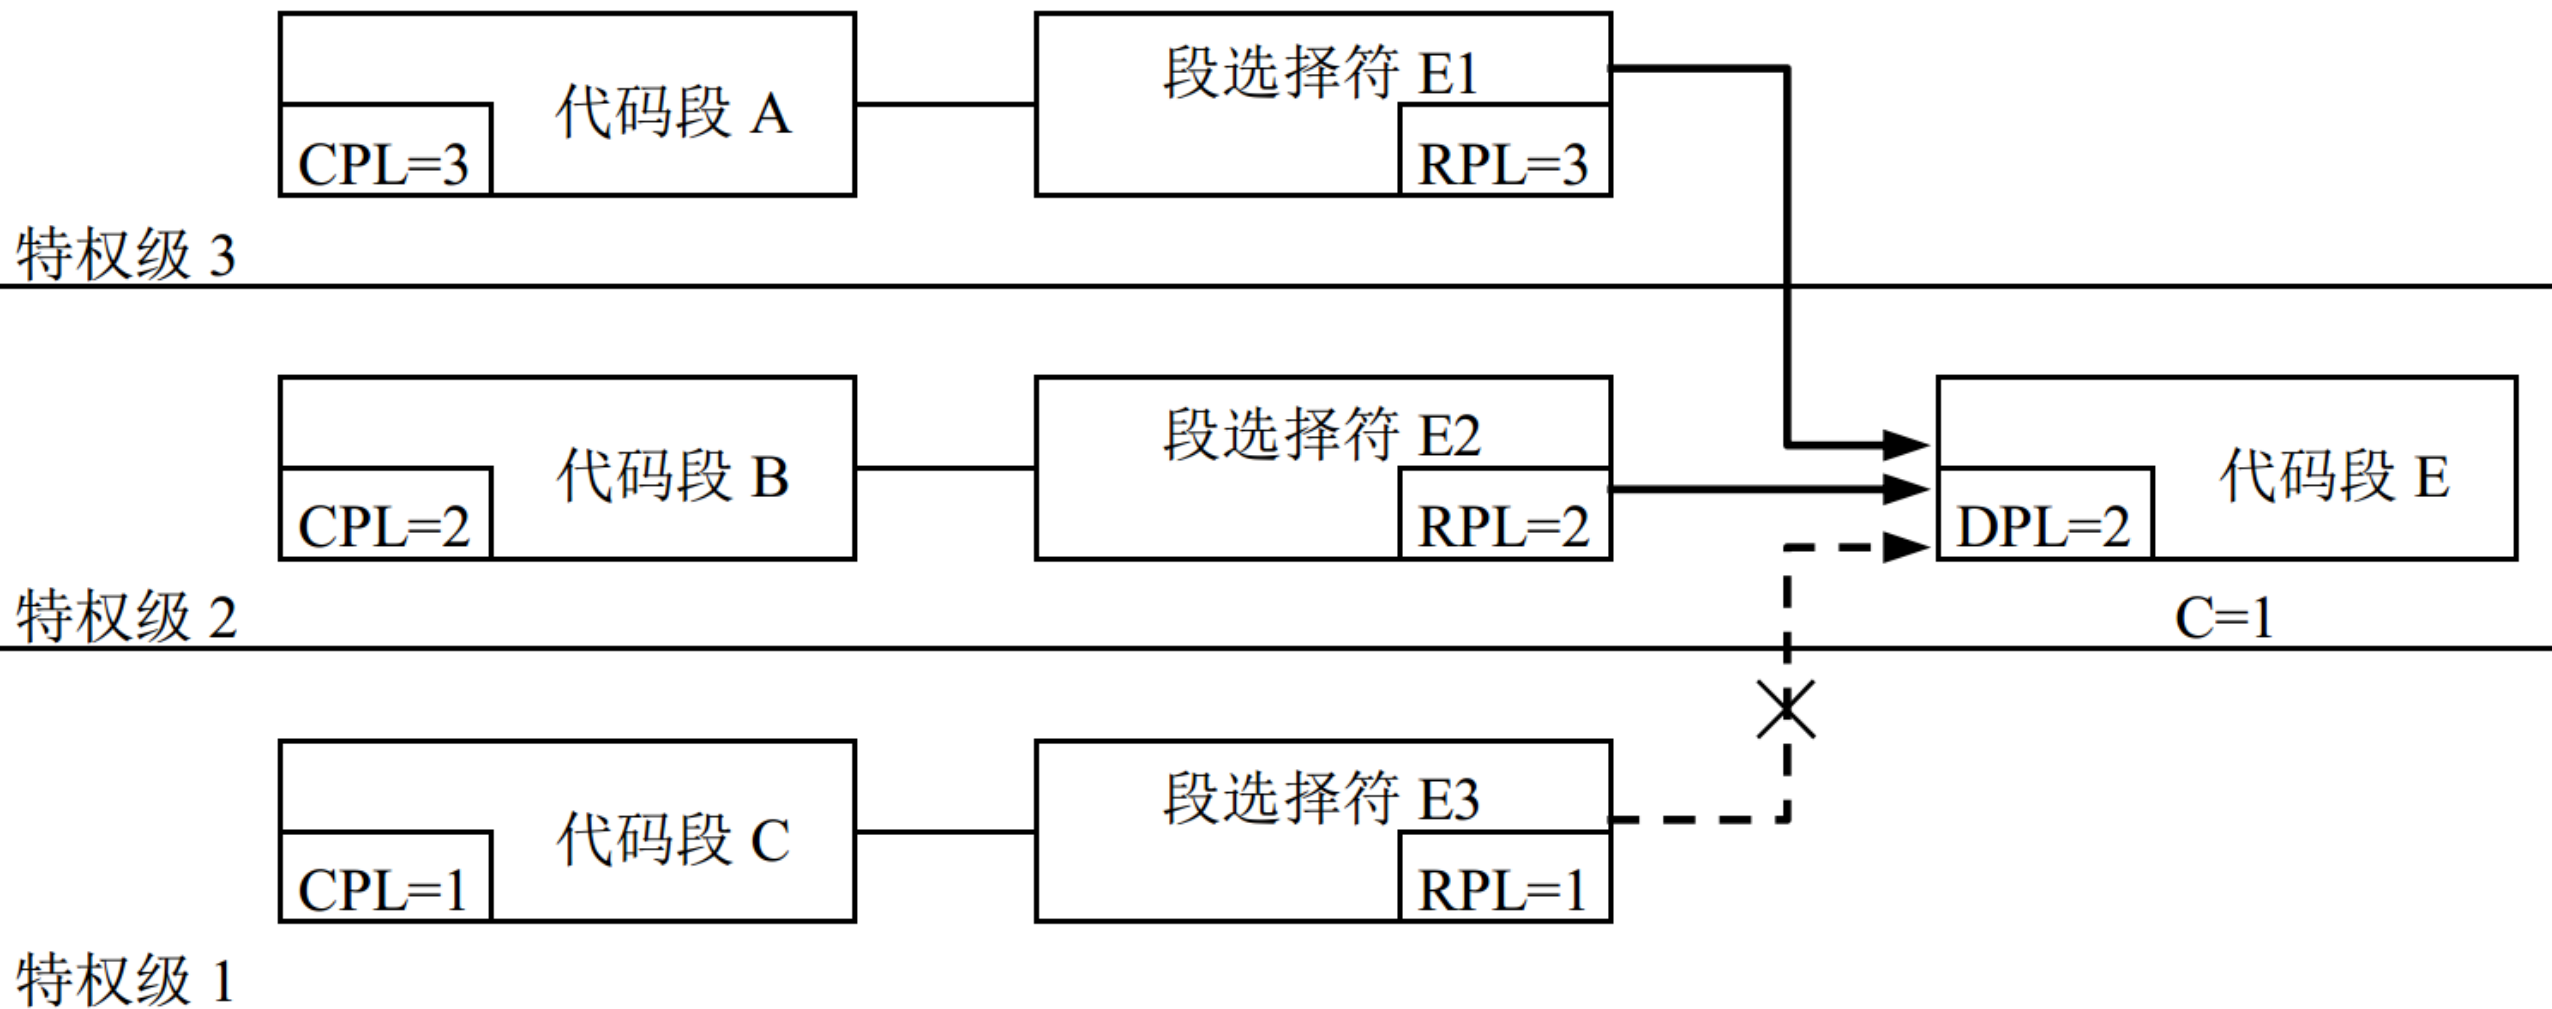 代码段 A
CPL=3
段选择符 E1
RPL=3
特权级 3
代码段 B
CPL=2
段选择符 E2
RPL=2
代码段 E
DPL=2
C=1
特权级 2
代码段 C
CPL=1
段选择符 E3
RPL=1
特权级 1